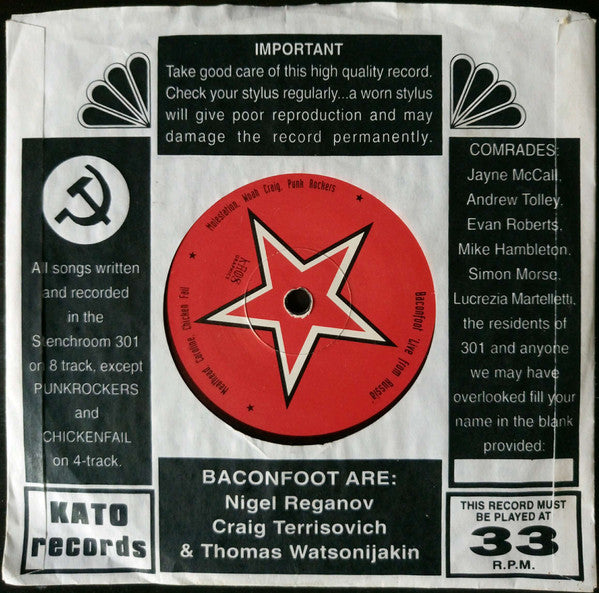 IMPORTANT
Take good care of this high quality record.
Check your stylus regularly...a worn stylus
will give poor reproduction and may
damage the record permanently.
All songs written
and recorded
in the
Stenchroom 301
on 8 track, except
PUNKROCKERS
and
CHICKENFAIL
on 4-track.
KATO
records
Molestation, Noah Craig, Punk Rockers
KAOS
GRAPHICS
Baconfoot 'Live from Russia'
Meathead Caroline Chicken Fail
COMRADES:
Jayne McCall,
Andrew Tolley,
Evan Roberts,
Mike Hambleton,
Simon Morse,
Lucrezia Martelletti,
the residents of
301 and anyone
we may have
overlooked fill your
name in the blank
provided:
BACONFOOT ARE:
Nigel Reganov
Craig Terrisovich
& Thomas Watsonijakin
THIS RECORD MUST
BE PLAYED AT
33
R.P.M.